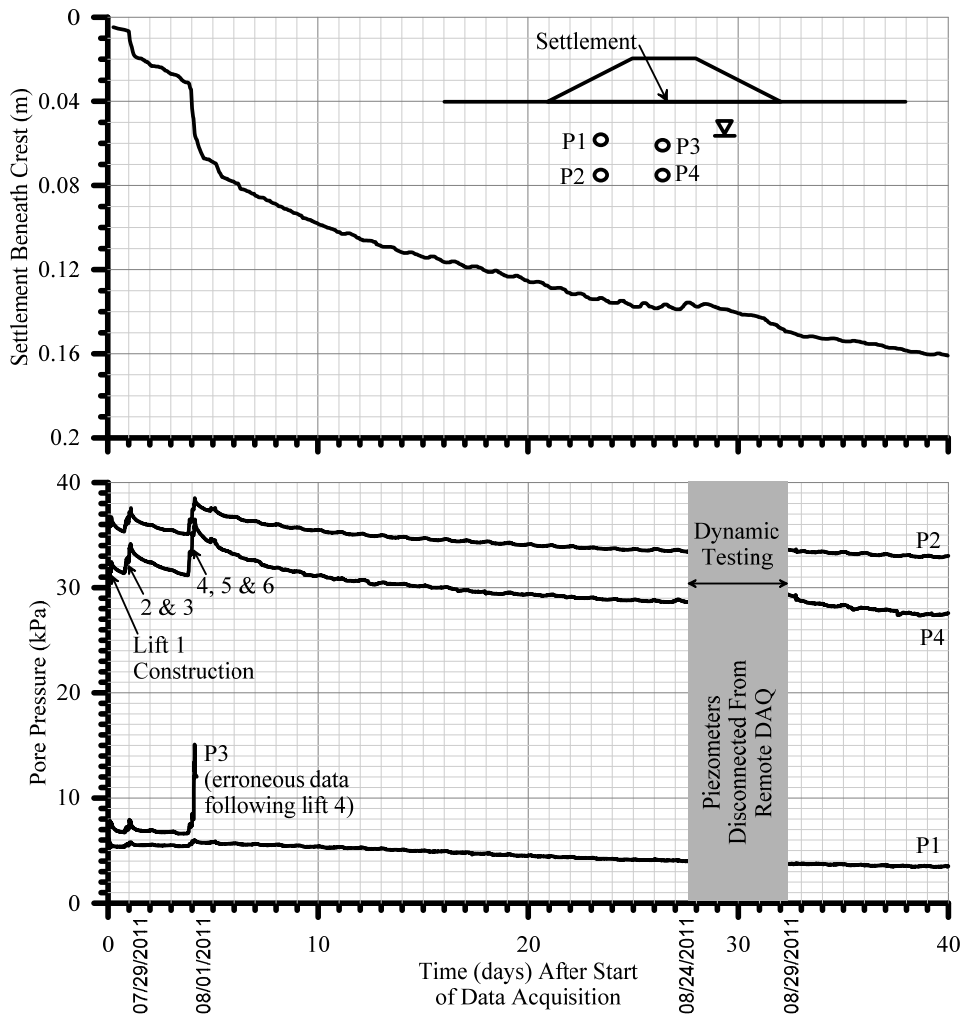 0
0.04
0.08
0.12
0.16
0.2
Settlement Beneath Crest (m)
Settlement
P1
P3
P2
P4
40
30
20
10
0
Pore Pressure (kPa)
Dynamic
Testing
P2
4, 5 & 6
2 & 3
Lift 1
Construction
P4
P3
(erroneous data
following lift 4)
Piezometers
Disconnected From
Remote DAQ
P1
0
10
20
30
40
07/29/2011
08/01/2011
08/24/2011
08/29/2011
Time (days) After Start
of Data Acquisition